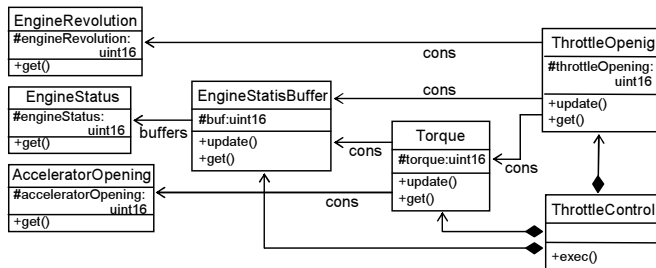 EngineRevolution
#engineRevolution:
uint16
+get()
EngineStatus
#engineStatus:
uint16
+get()
AcceleratorOpening
#acceleratorOpening:
uint16
+get()
buffers
EngineStatisBuffer
#buf:uint16
+update()
+get()
cons
cons
cons
cons
cons
Torque
#torque:uint16
+update()
+get()
ThrottleOpenig
#throttleOpening:
uint16
+update()
+get()
ThrottleControl
+exec()